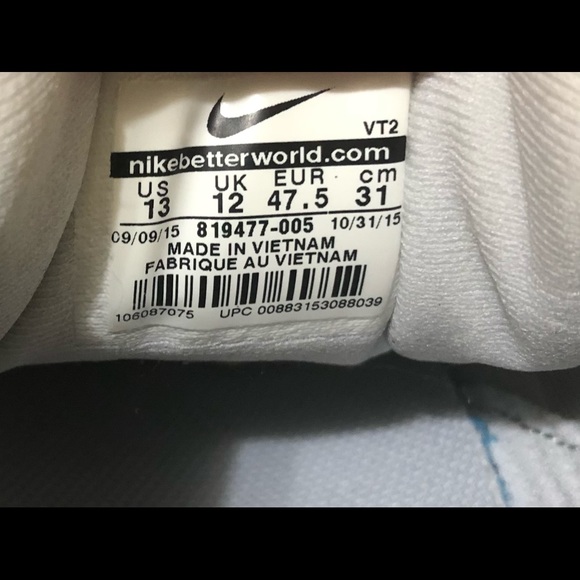 VT2
nikebetterworld.com
US UK EUR cm
13 12 47.5 31
09/09/15 819477-005 10/31/15
MADE IN VIETNAM
FABRIQUE AU VIETNAM
106087075 UPC 00883153088039